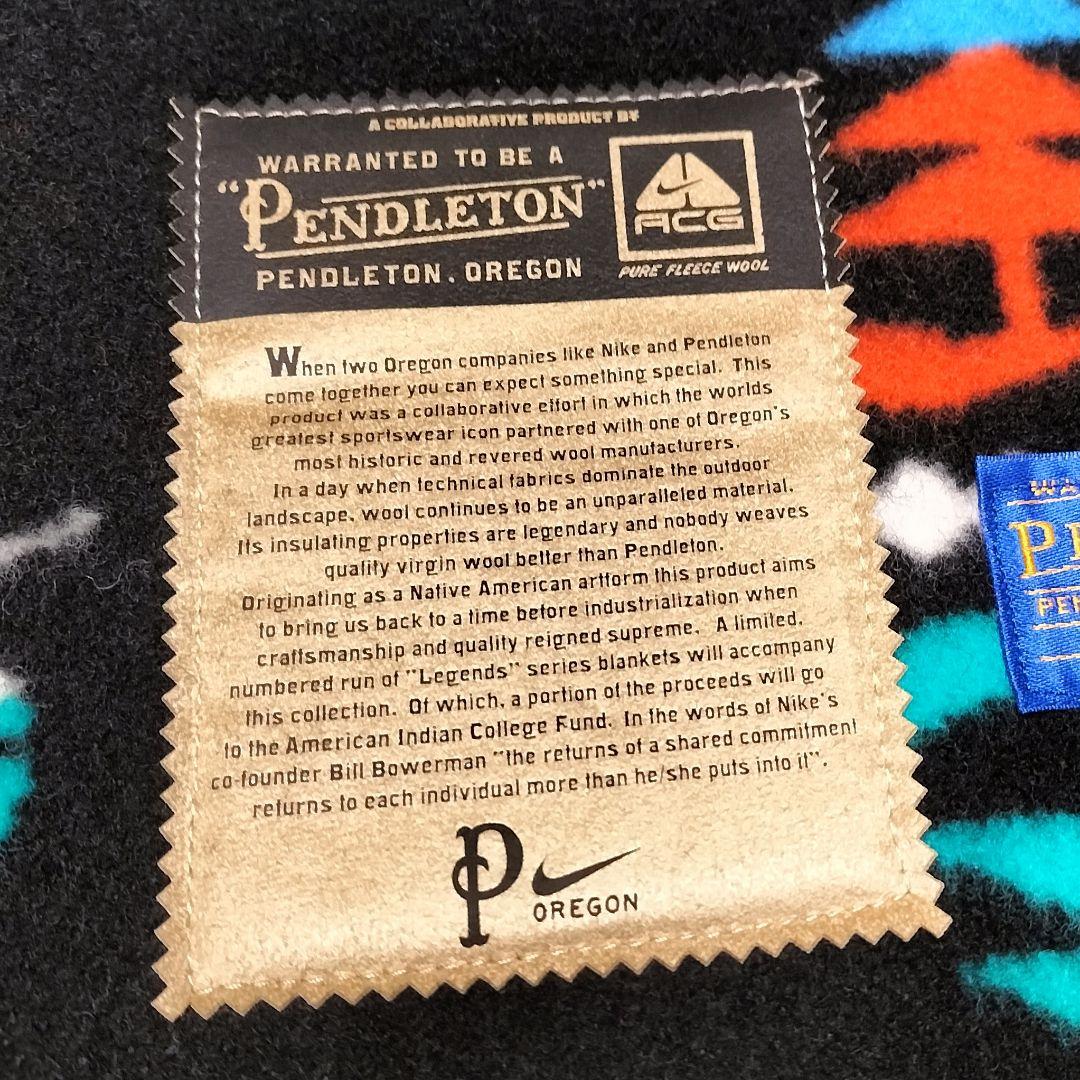 A COLLABORATIVE PRODUCT BY
WARRANTED TO BE A
"PENDLETON"
PENDLETON, OREGON
ACG
PURE FLEECE WOOL
When two Oregon companies like Nike and Pendleton
come together you can expect something special. This
product was a collaborative effort in which the worlds
greatest sportswear icon partnered with one of Oregon's
most historic and revered wool manufacturers.
In a day when technical fabrics dominate the outdoor
landscape, wool continues to be an unparalleled material.
Its insulating properties are legendary and nobody weaves
quality virgin wool better than Pendleton.
Originating as a Native American artform this product aims
to bring us back to a time before industrialization when
craftsmanship and quality reigned supreme. A limited,
numbered run of "Legends" series blankets will accompany
this collection. Of which, a portion of the proceeds will go
to the American Indian College Fund. In the words of Nike's
co-founder Bill Bowerman "the returns of a shared commitment
returns to each individual more than he/she puts into it".
P
OREGON